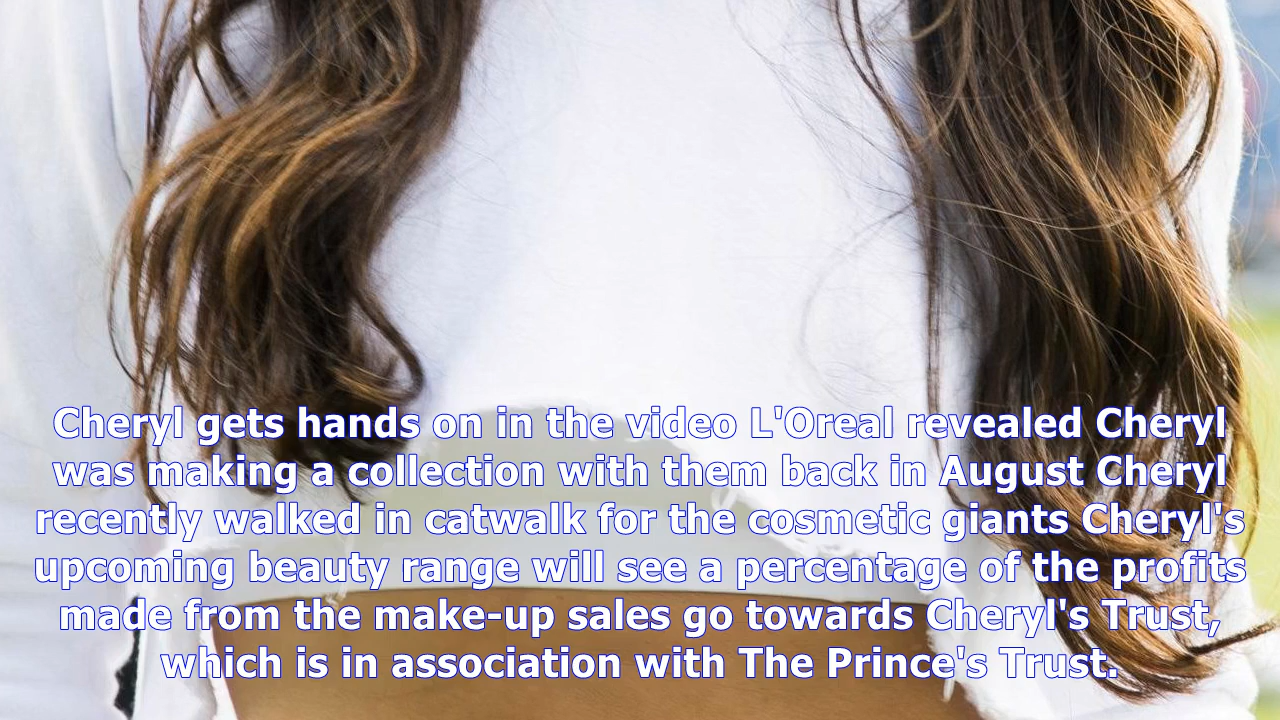 Cheryl gets hands on in the video L'Oreal revealed Cheryl
was making a collection with them back in August Cheryl
recently walked in catwalk for the cosmetic giants Cheryl's
upcoming beauty range will see a percentage of the profits
made from the make-up sales go towards Cheryl's Trust,
which is in association with The Prince's Trust.